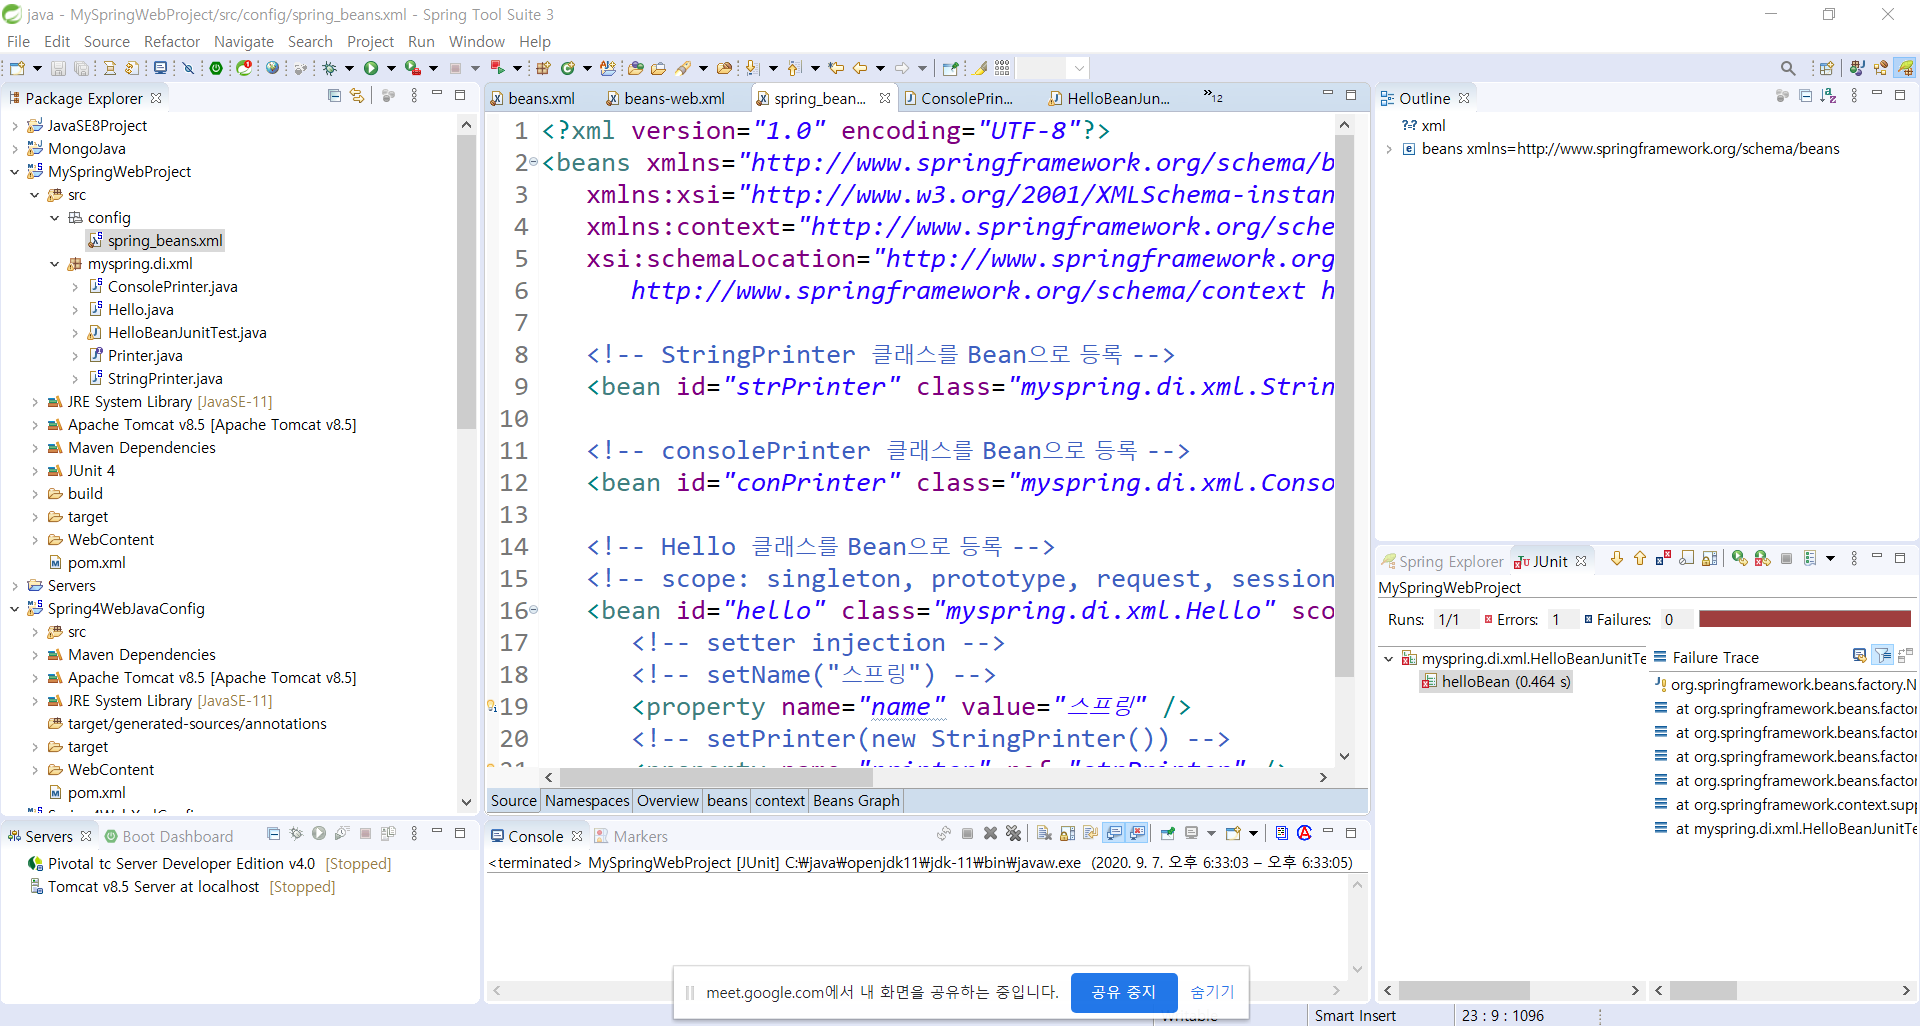 java - MySpringWebProject/src/config/spring_beans.xml - Spring Tool Suite 3
File Edit Source Refactor Navigate Search Project Run Window Help
Package Explorer
JavaSE8Project
MongoJava
MySpringWebProject
src
config
spring_beans.xml
myspring.di.xml
ConsolePrinter.java
Hello.java
HelloBeanJunitTest.java
Printer.java
StringPrinter.java
JRE System Library [JavaSE-11]
Apache Tomcat v8.5 [Apache Tomcat v8.5]
Maven Dependencies
JUnit 4
build
target
WebContent
pom.xml
Servers
Spring4WebJavaConfig
src
Maven Dependencies
Apache Tomcat v8.5 [Apache Tomcat v8.5]
JRE System Library [JavaSE-11]
target/generated-sources/annotations
target
WebContent
pom.xml
beans.xml beans-web.xml spring_bean... ConsolePrin... HelloBeanJun... »12
1 <?xml version="1.0" encoding="UTF-8"?>
2 <beans xmlns="http://www.springframework.org/schema/b
3 xmlns:xsi="http://www.w3.org/2001/XMLSchema-instan
4 xmlns:context="http://www.springframework.org/sche
5 xsi:schemaLocation="http://www.springframework.org
6 http://www.springframework.org/schema/context h
7
8 <!-- StringPrinter 클래스를 Bean으로 등록 -->
9 <bean id="strPrinter" class="myspring.di.xml.Strin
10
11 <!-- consolePrinter 클래스를 Bean으로 등록 -->
12 <bean id="conPrinter" class="myspring.di.xml.Conso
13
14 <!-- Hello 클래스를 Bean으로 등록 -->
15 <!-- scope: singleton, prototype, request, session
16 <bean id="hello" class="myspring.di.xml.Hello" sco
17 <!-- setter injection -->
18 <!-- setName("스프링") -->
19 <property name="name" value="스프링" />
20 <!-- setPrinter(new StringPrinter()) -->
21 <property name="printer" ref="strPrinter" />
Source Namespaces Overview beans context Beans Graph
Outline
xml
beans xmlns=http://www.springframework.org/schema/beans
Spring Explorer JUnit
MySpringWebProject
Runs: 1/1 Errors: 1 Failures: 0
myspring.di.xml.HelloBeanJunitTe
helloBean (0.464 s)
Failure Trace
org.springframework.beans.factory.N
at org.springframework.beans.factor
at org.springframework.beans.factor
at org.springframework.beans.factor
at org.springframework.beans.factor
at org.springframework.context.supp
at myspring.di.xml.HelloBeanJunitTe
Servers Boot Dashboard
Pivotal tc Server Developer Edition v4.0 [Stopped]
Tomcat v8.5 Server at localhost [Stopped]
Console Markers
<terminated> MySpringWebProject [JUnit] C:₩java₩openjdk11₩jdk-11₩bin₩javaw.exe (2020. 9. 7. 오후 6:33:03 – 오후 6:33:05)
meet.google.com에서 내 화면을 공유하는 중입니다. 공유 중지 숨기기
Writable Smart Insert 23 : 9 : 1096